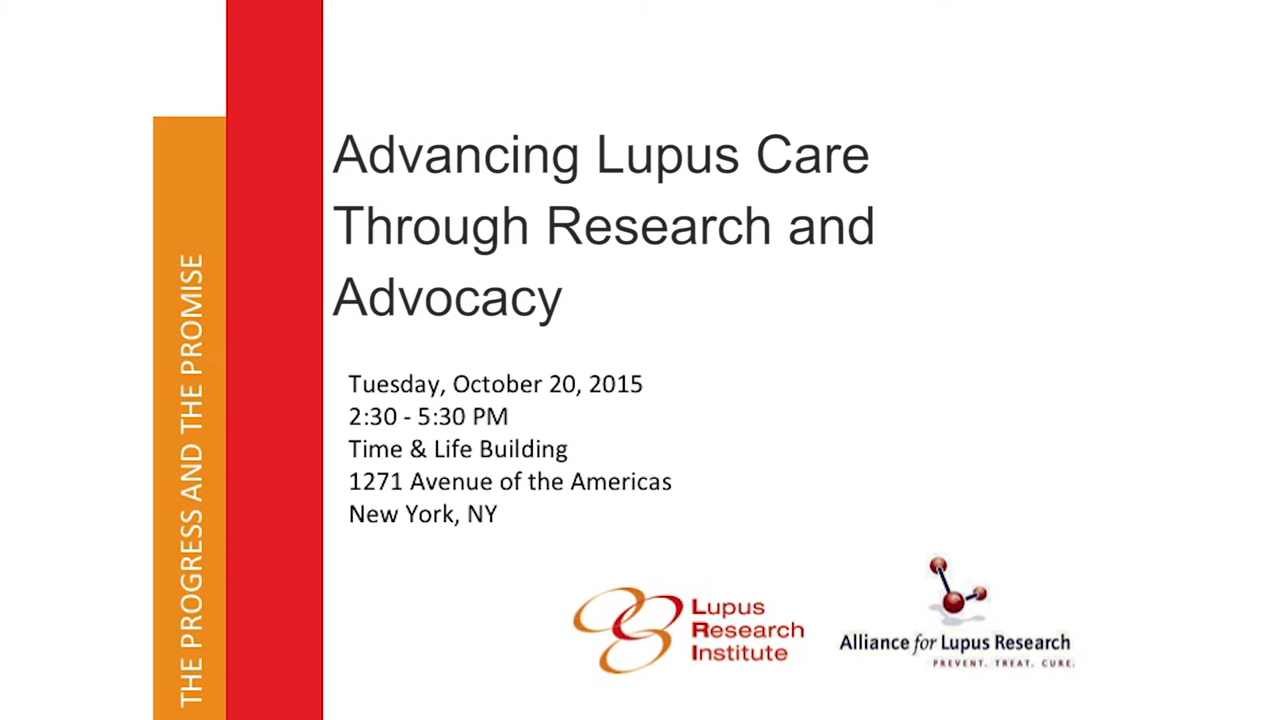 THE PROGRESS AND THE PROMISE
Advancing Lupus Care
Through Research and
Advocacy
Tuesday, October 20, 2015
2:30 - 5:30 PM
Time & Life Building
1271 Avenue of the Americas
New York, NY
Lupus
Research
Institute
Alliance for Lupus Research
PREVENT. TREAT. CURE.